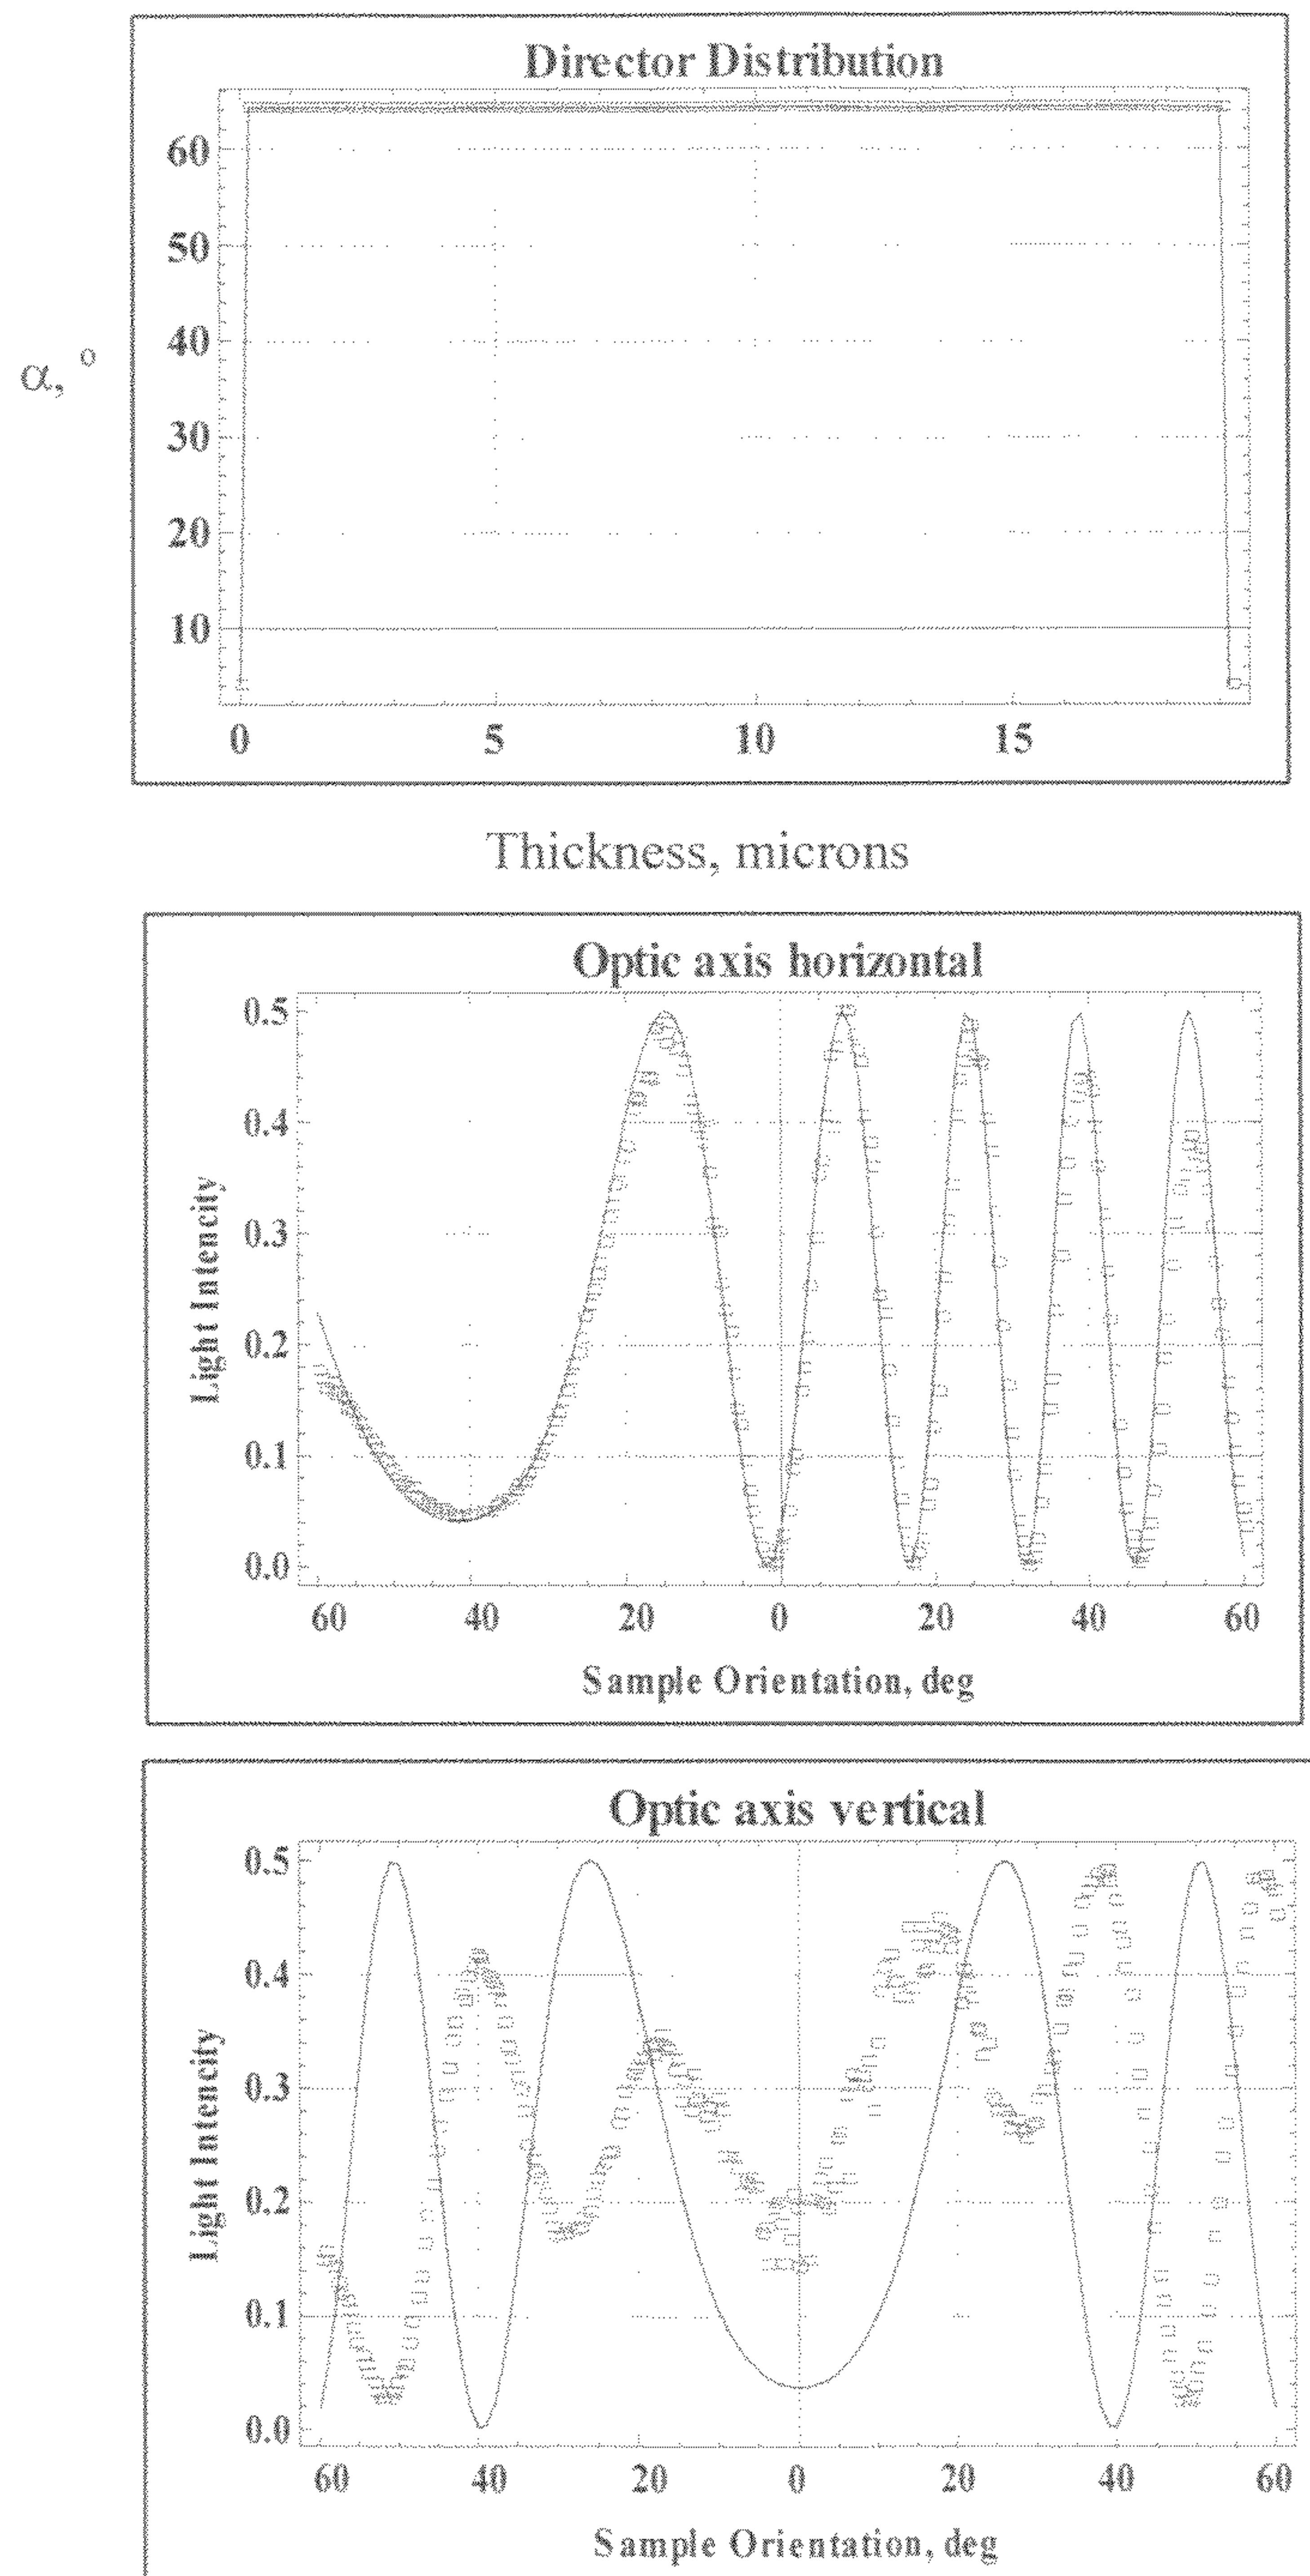 Director Distribution
60
50
40
30
20
10
α, °
0 5 10 15
Thickness, microns
Optic axis horizontal
0.5
0.4
0.3
0.2
0.1
0.0
Light Intencity
60 40 20 0 20 40 60
Sample Orientation, deg
Optic axis vertical
0.5
0.4
0.3
0.2
0.1
0.0
Light Intencity
60 40 20 0 20 40 60
Sample Orientation, deg